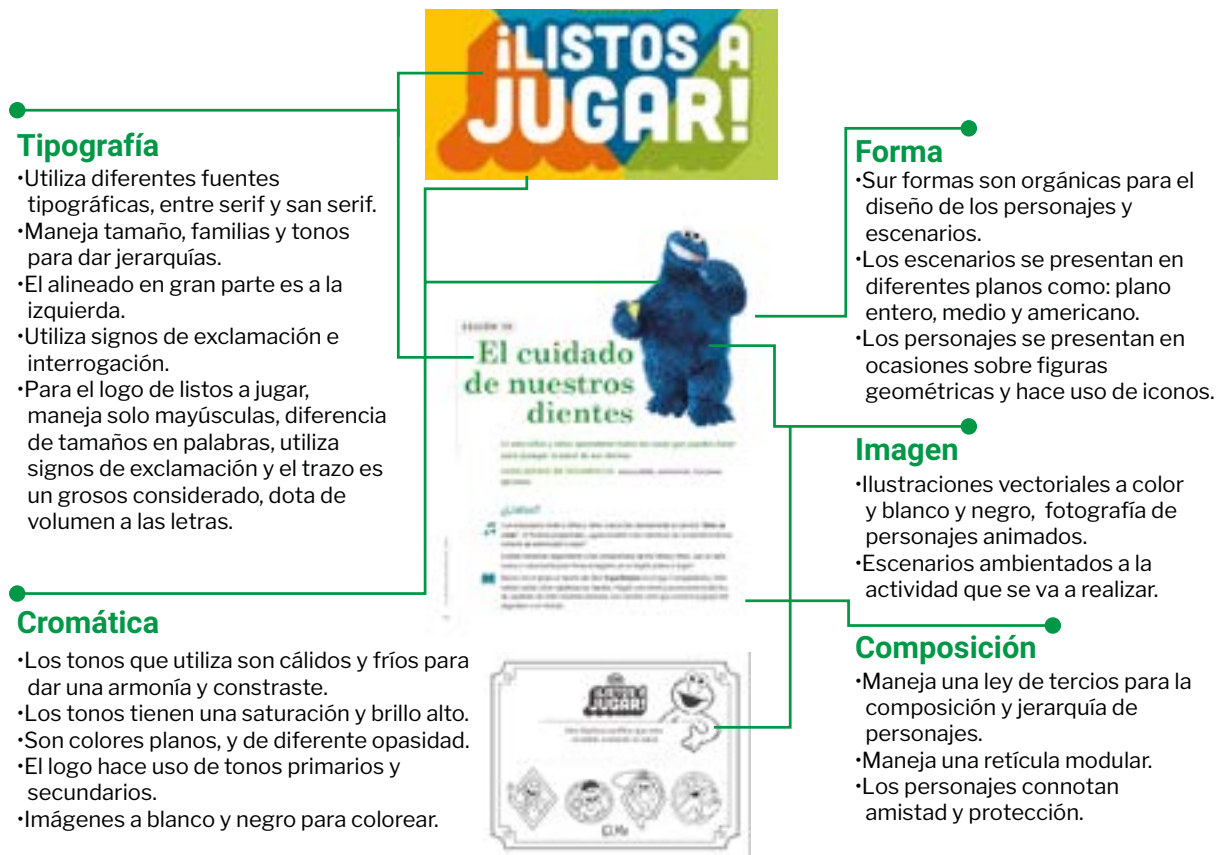 ¡LISTOS A
JUGAR!
Tipografía
•Utiliza diferentes fuentes
tipográficas, entre serif y san serif.
•Maneja tamaño, familias y tonos
para dar jerarquías.
•El alineado en gran parte es a la
izquierda.
•Utiliza signos de exclamación e
interrogación.
•Para el logo de listos a jugar,
maneja solo mayúsculas, diferencia
de tamaños en palabras, utiliza
signos de exclamación y el trazo es
un grosos considerado, dota de
volumen a las letras.
Cromática
•Los tonos que utiliza son cálidos y fríos para
dar una armonía y constraste.
•Los tonos tienen una saturación y brillo alto.
•Son colores planos, y de diferente opasidad.
•El logo hace uso de tonos primarios y
secundarios.
•Imágenes a blanco y negro para colorear.
El cuidado
de nuestros
dientes
¡LISTOS A
JUGAR!
Forma
•Sur formas son orgánicas para el
diseño de los personajes y
escenarios.
•Los escenarios se presentan en
diferentes planos como: plano
entero, medio y americano.
•Los personajes se presentan en
ocasiones sobre figuras
geométricas y hace uso de iconos.
Imagen
•Ilustraciones vectoriales a color
y blanco y negro, fotografía de
personajes animados.
•Escenarios ambientados a la
actividad que se va a realizar.
Composición
•Maneja una ley de tercios para la
composición y jerarquía de
personajes.
•Maneja una retícula modular.
•Los personajes connotan
amistad y protección.